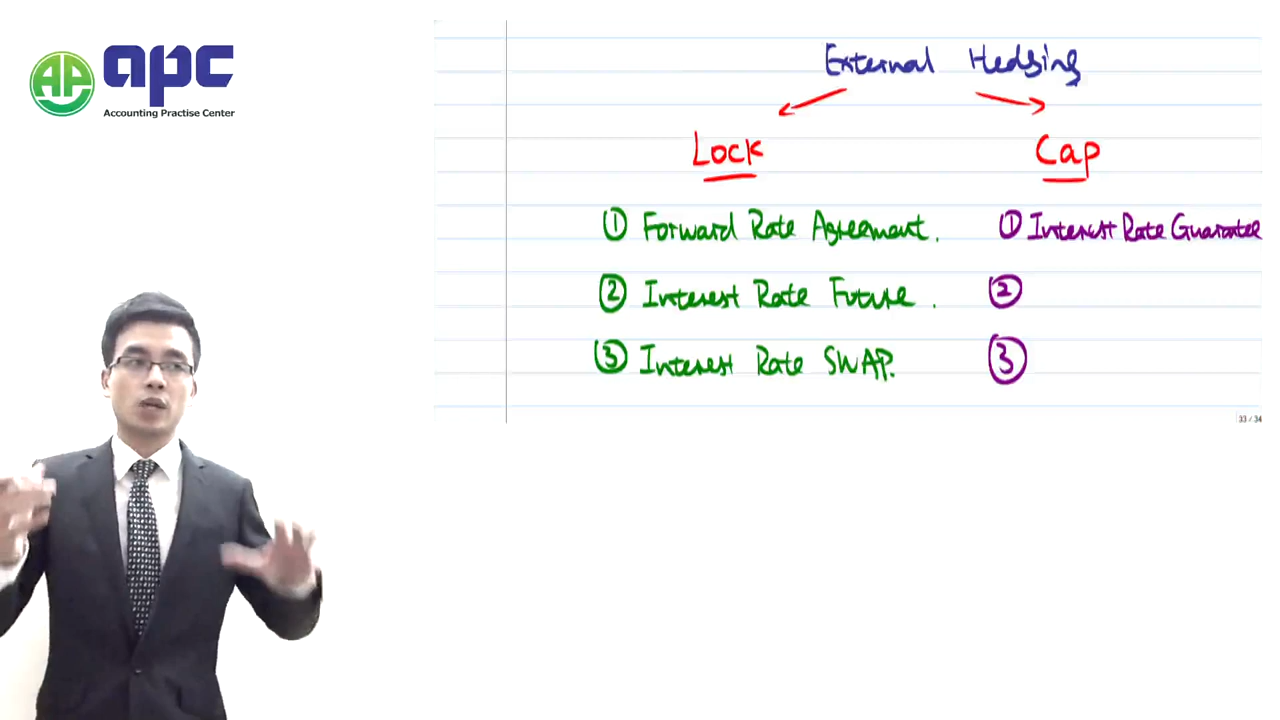 AP apc
Accounting Practise Center
External Hedging
Lock Cap
① Forward Rate Agreement. ① Interest Rate Guarantee
② Interest Rate Future. ②
③ Interest Rate SWAP. ③
33 / 34